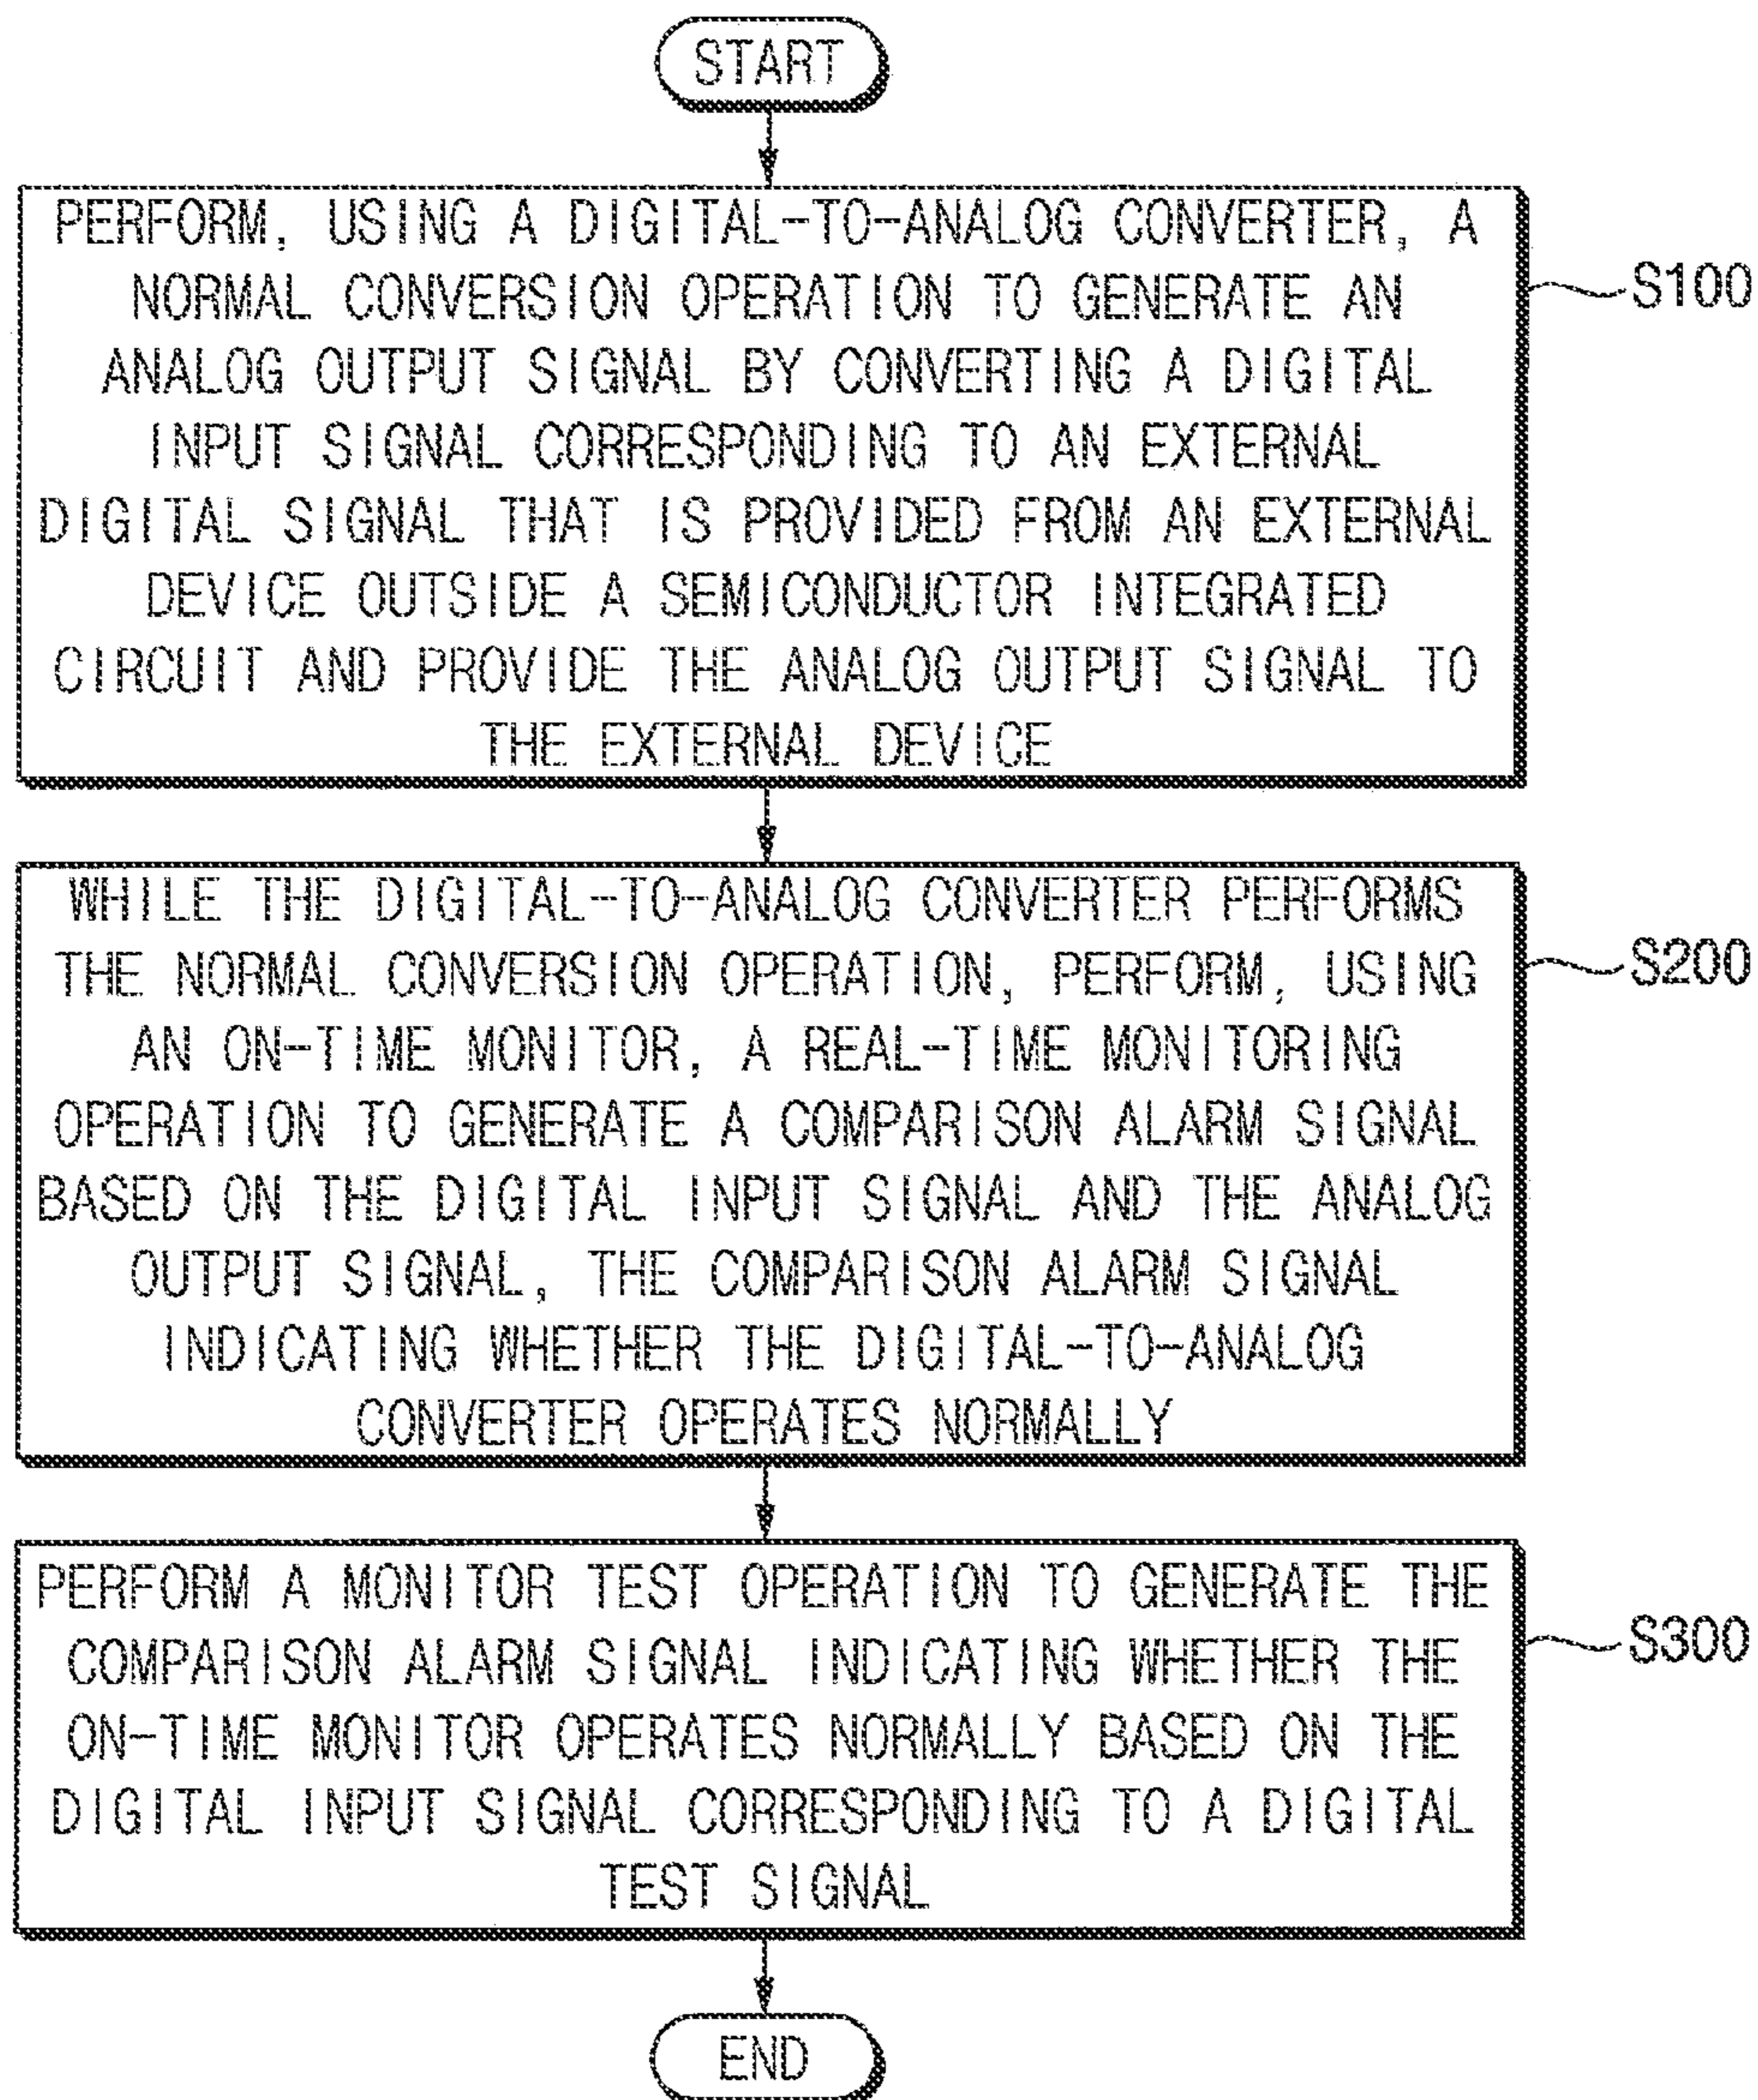 START
PERFORM, USING A DIGITAL-TO-ANALOG CONVERTER, A
NORMAL CONVERSION OPERATION TO GENERATE AN
ANALOG OUTPUT SIGNAL BY CONVERTING A DIGITAL
INPUT SIGNAL CORRESPONDING TO AN EXTERNAL
DIGITAL SIGNAL THAT IS PROVIDED FROM AN EXTERNAL
DEVICE OUTSIDE A SEMICONDUCTOR INTEGRATED
CIRCUIT AND PROVIDE THE ANALOG OUTPUT SIGNAL TO
THE EXTERNAL DEVICE
S100
WHILE THE DIGITAL-TO-ANALOG CONVERTER PERFORMS
THE NORMAL CONVERSION OPERATION, PERFORM, USING
AN ON-TIME MONITOR, A REAL-TIME MONITORING
OPERATION TO GENERATE A COMPARISON ALARM SIGNAL
BASED ON THE DIGITAL INPUT SIGNAL AND THE ANALOG
OUTPUT SIGNAL, THE COMPARISON ALARM SIGNAL
INDICATING WHETHER THE DIGITAL-TO-ANALOG
CONVERTER OPERATES NORMALLY
S200
PERFORM A MONITOR TEST OPERATION TO GENERATE THE
COMPARISON ALARM SIGNAL INDICATING WHETHER THE
ON-TIME MONITOR OPERATES NORMALLY BASED ON THE
DIGITAL INPUT SIGNAL CORRESPONDING TO A DIGITAL
TEST SIGNAL
S300
END